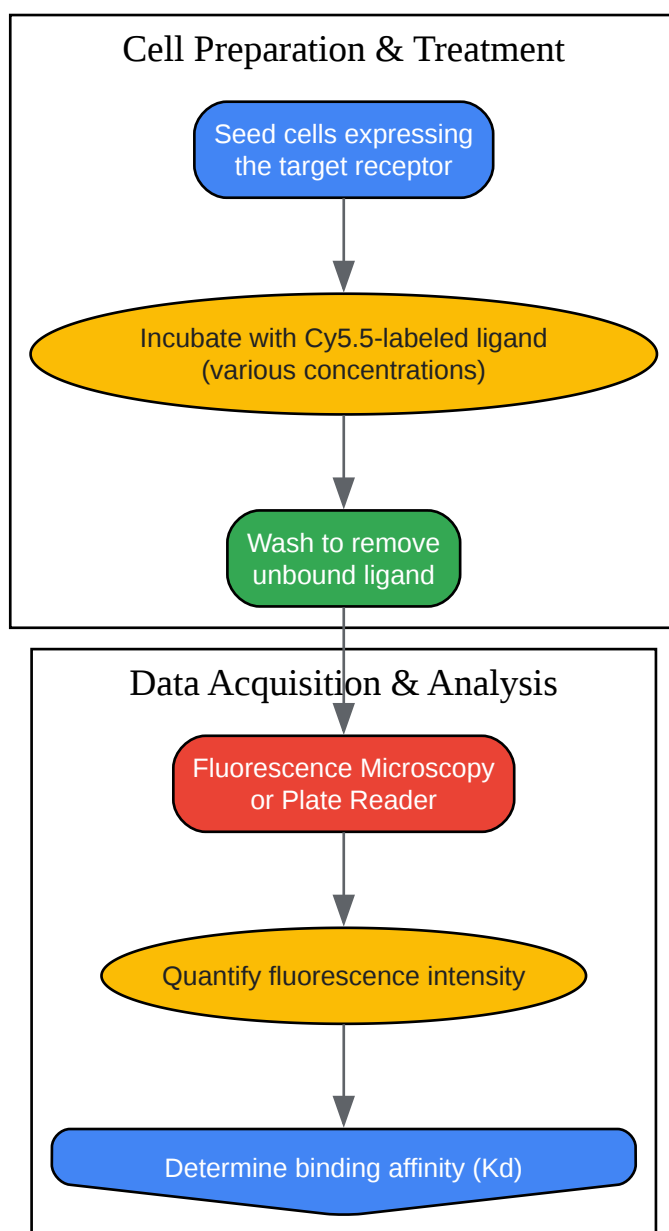 Cell Preparation & Treatment
Seed cells expressing
the target receptor
Incubate with Cy5.5-labeled ligand
(various concentrations)
Wash to remove
unbound ligand
Data Acquisition & Analysis
Fluorescence Microscopy
or Plate Reader
Quantify fluorescence intensity
Determine binding affinity (Kd)